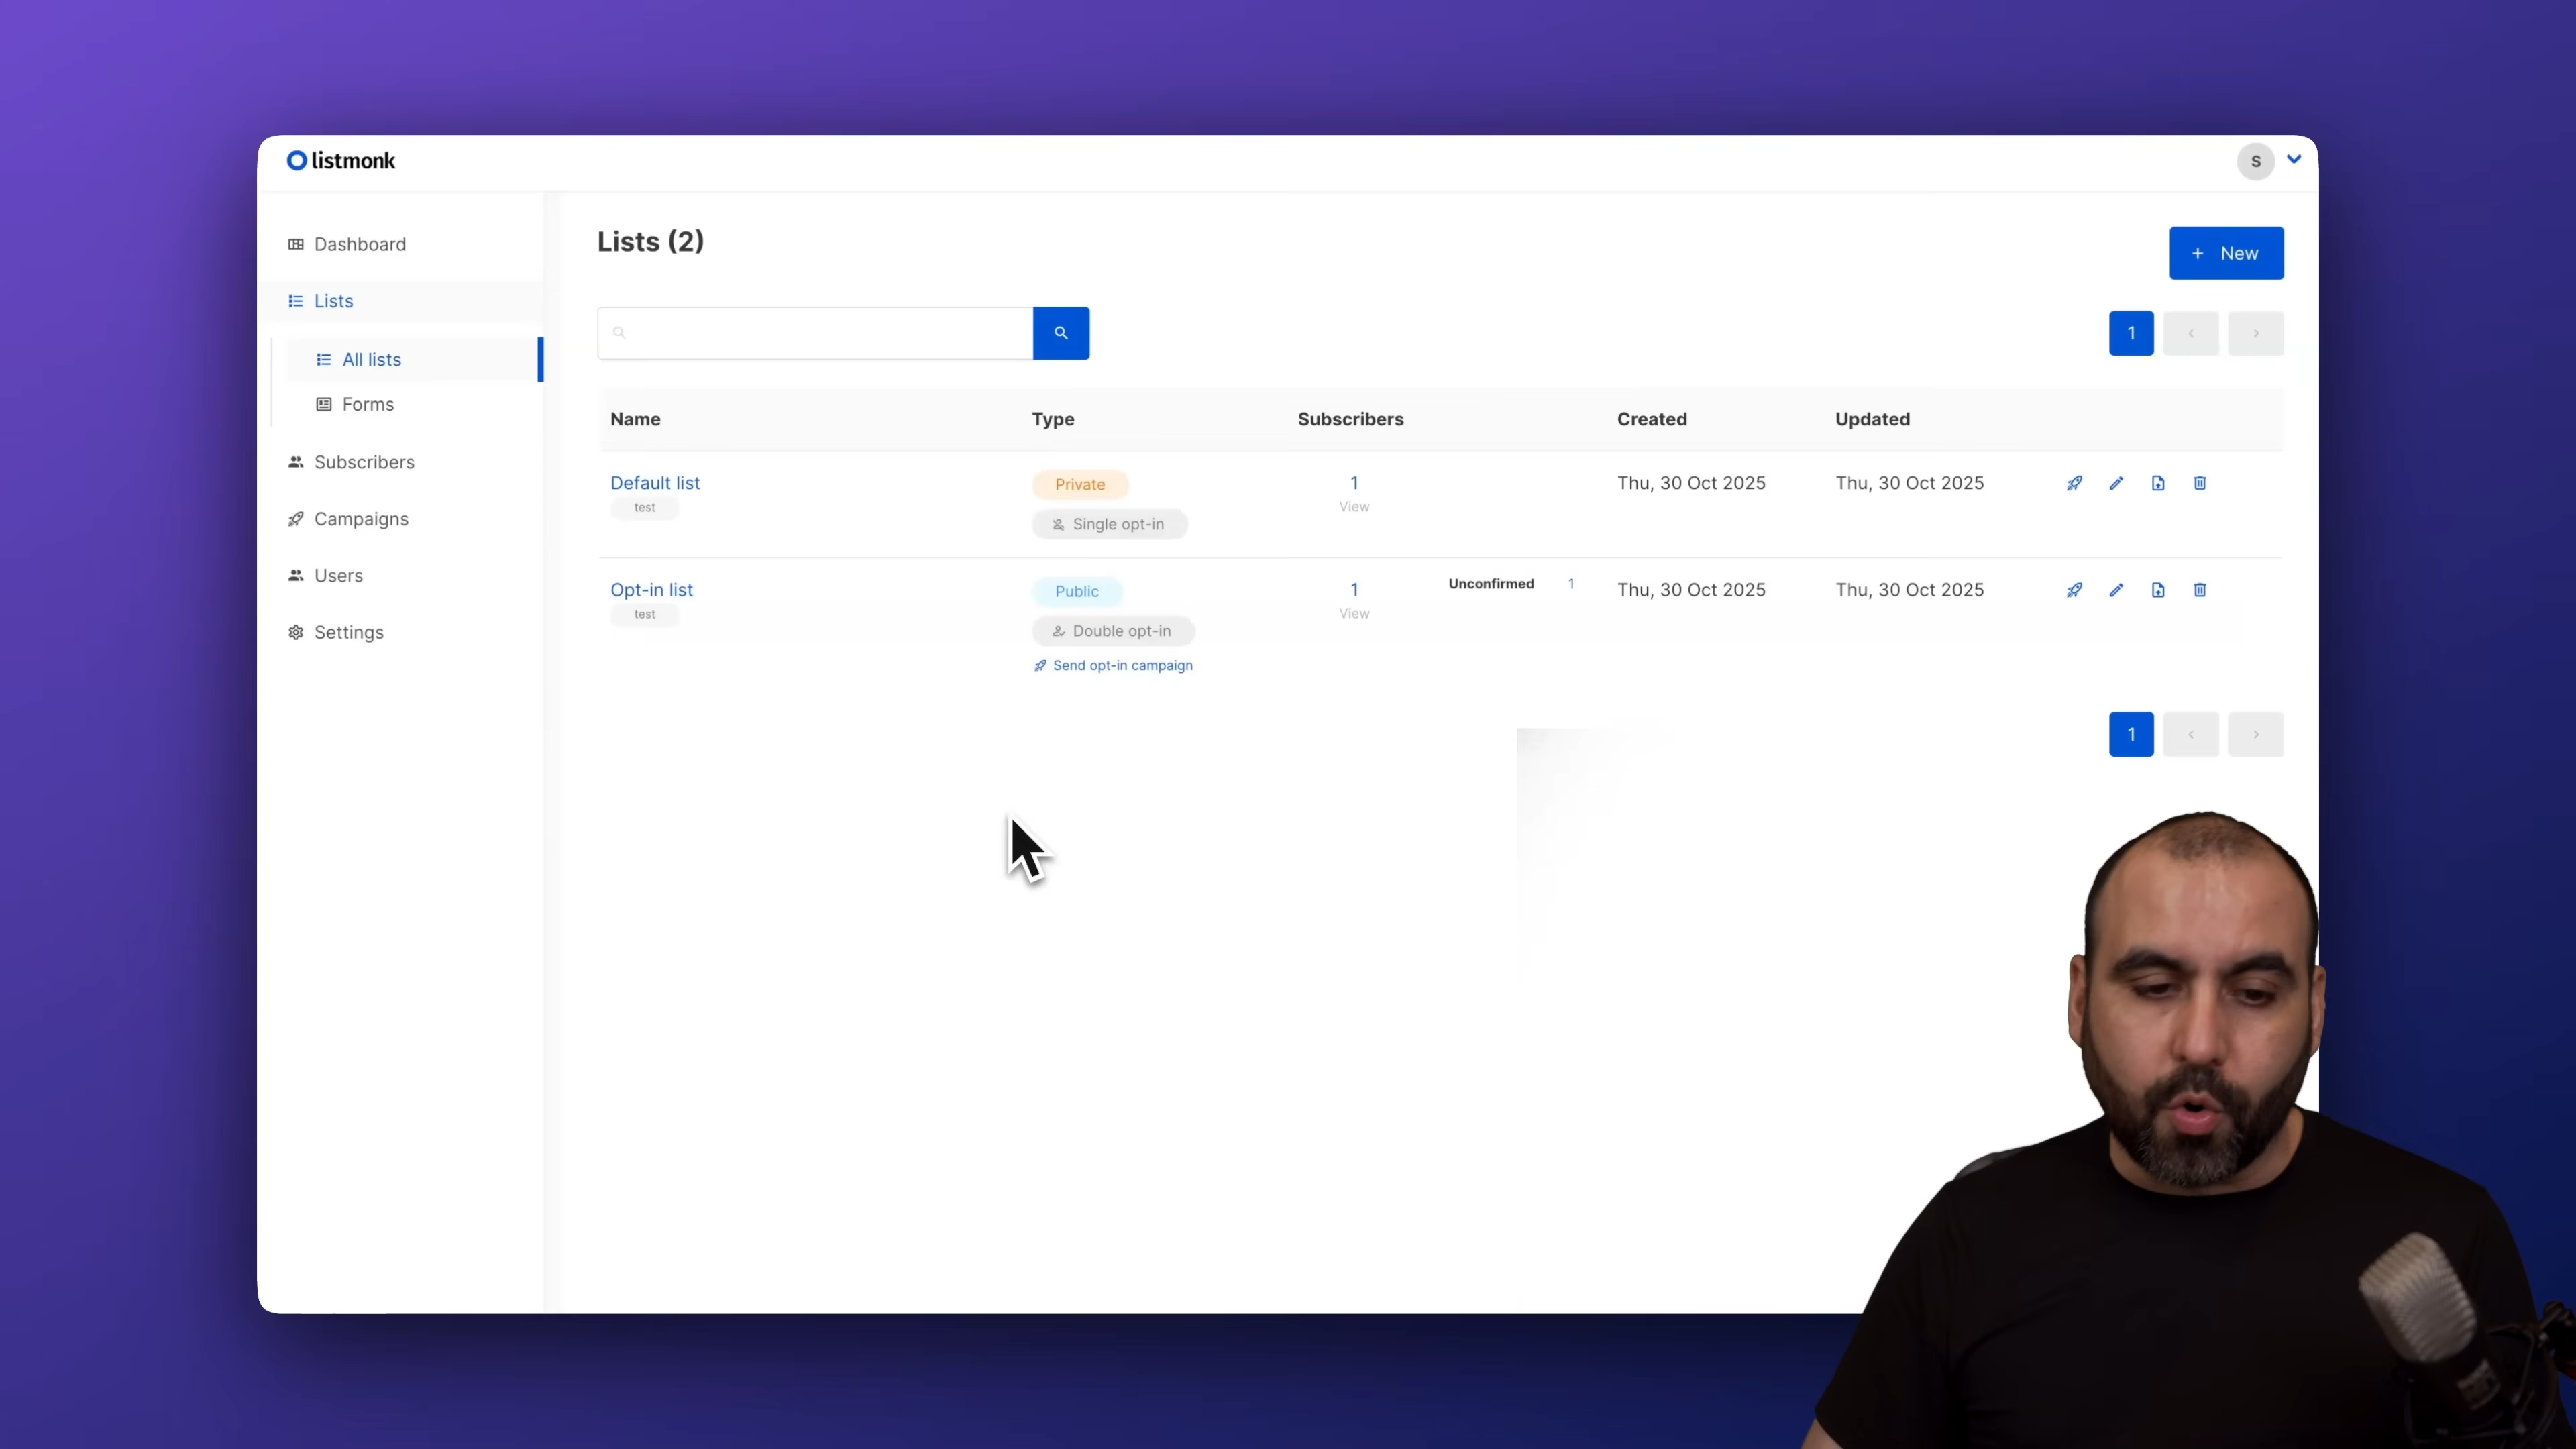 listmonk
S
Dashboard
Lists
All lists
Forms
Subscribers
Campaigns
Users
Settings
Lists (2)
+ New
1
Name Type Subscribers Created Updated
Default list Private 1 Thu, 30 Oct 2025 Thu, 30 Oct 2025
test View
Single opt-in
Opt-in list Public 1 Unconfirmed 1 Thu, 30 Oct 2025 Thu, 30 Oct 2025
test View
Double opt-in
Send opt-in campaign
1